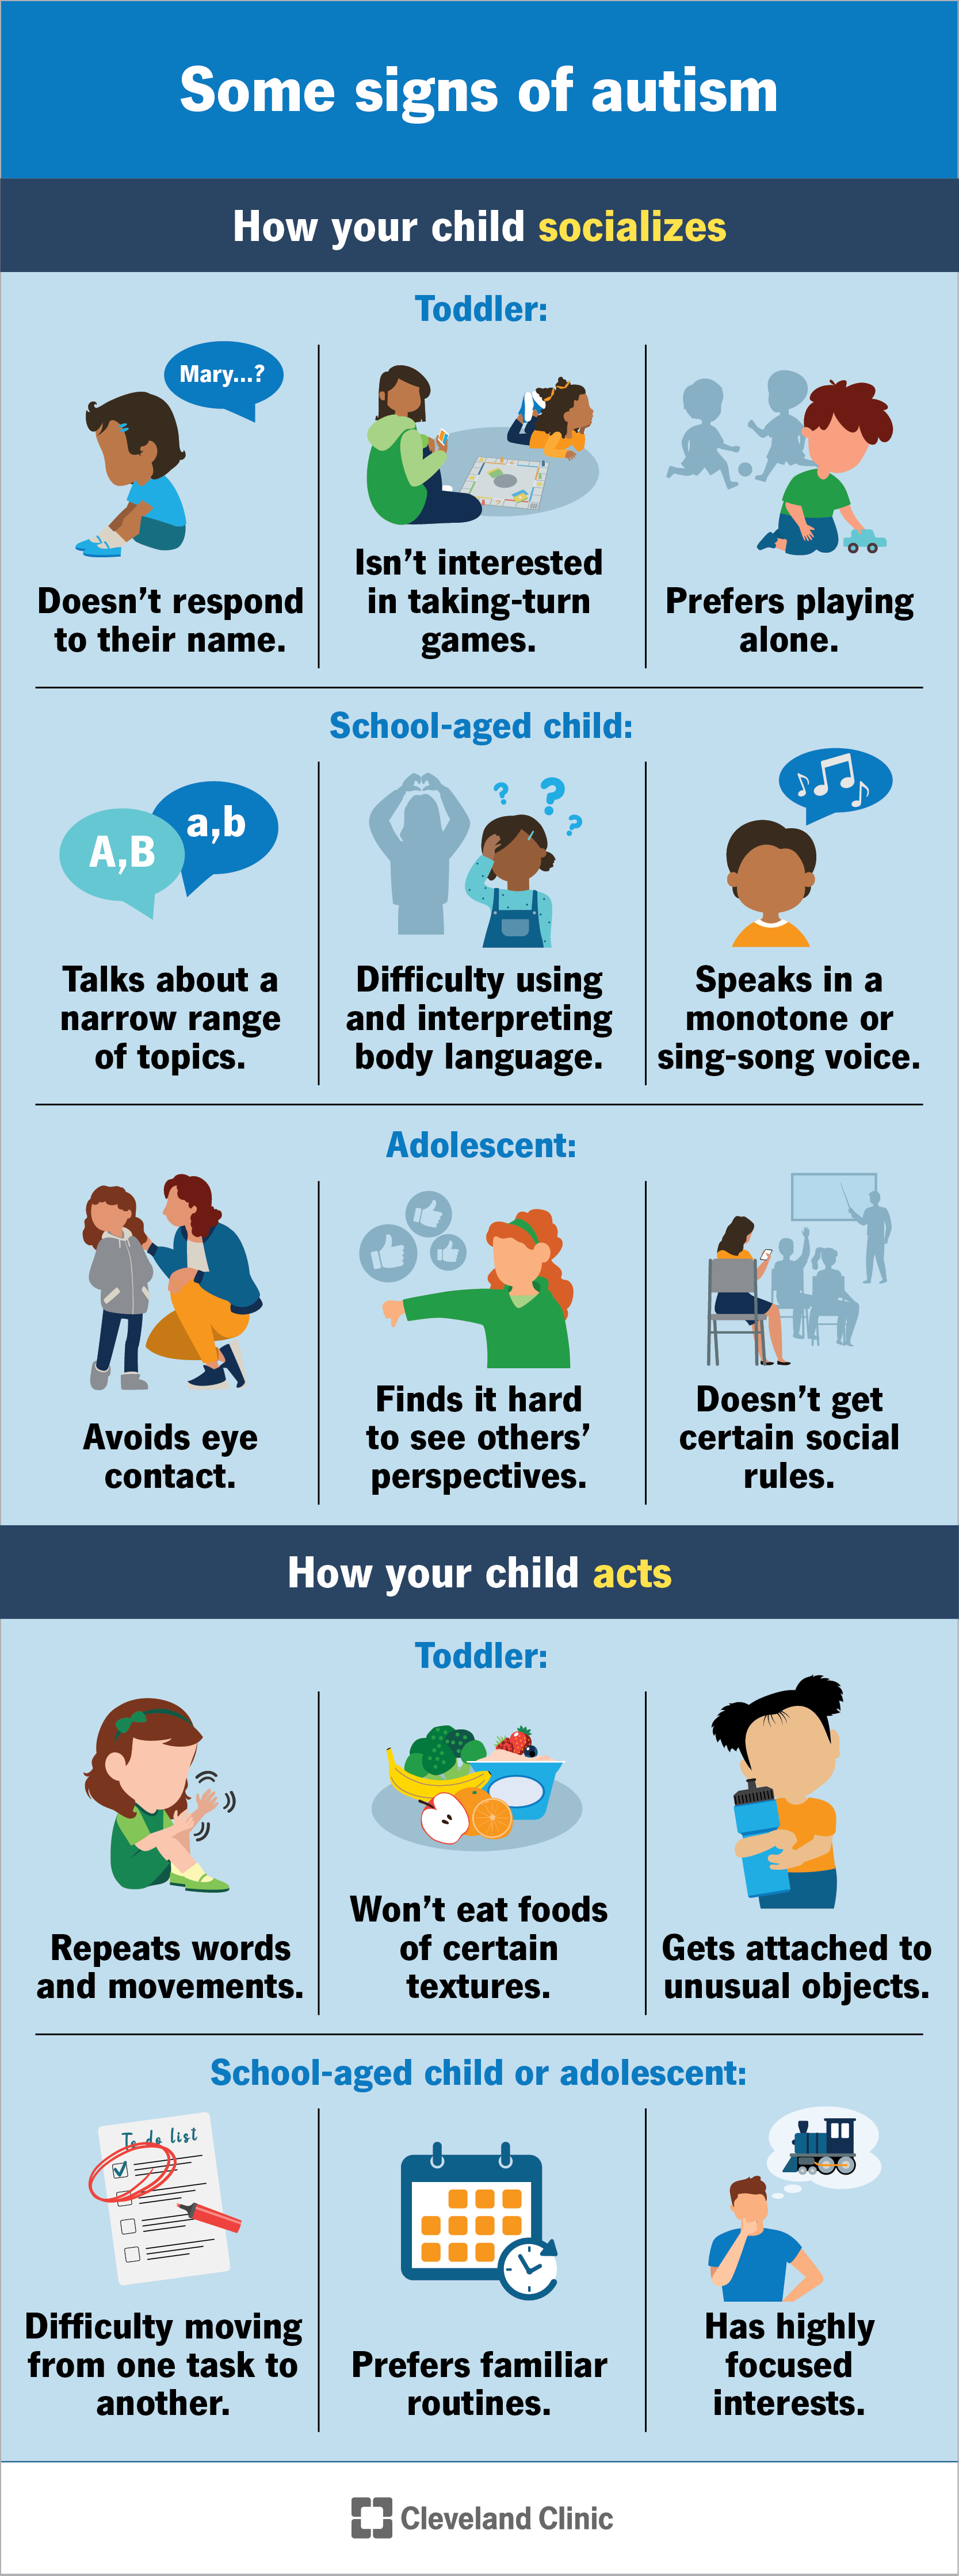 Some signs of autism
How your child socializes
Toddler:
Mary...?
Doesn't respond
to their name.
Isn't interested
in taking-turn
games.
Prefers playing
alone.
School-aged child:
A,B
a,b
Talks about a
narrow range
of topics.
Difficulty using
and interpreting
body language.
? ? ?
Speaks in a
monotone or
sing-song voice.
Adolescent:
Avoids eye
contact.
Finds it hard
to see others'
perspectives.
Doesn't get
certain social
rules.
How your child acts
Toddler:
Repeats words
and movements.
Won't eat foods
of certain
textures.
Gets attached to
unusual objects.
School-aged child or adolescent:
To do list
Difficulty moving
from one task to
another.
Prefers familiar
routines.
Has highly
focused
interests.
Cleveland Clinic